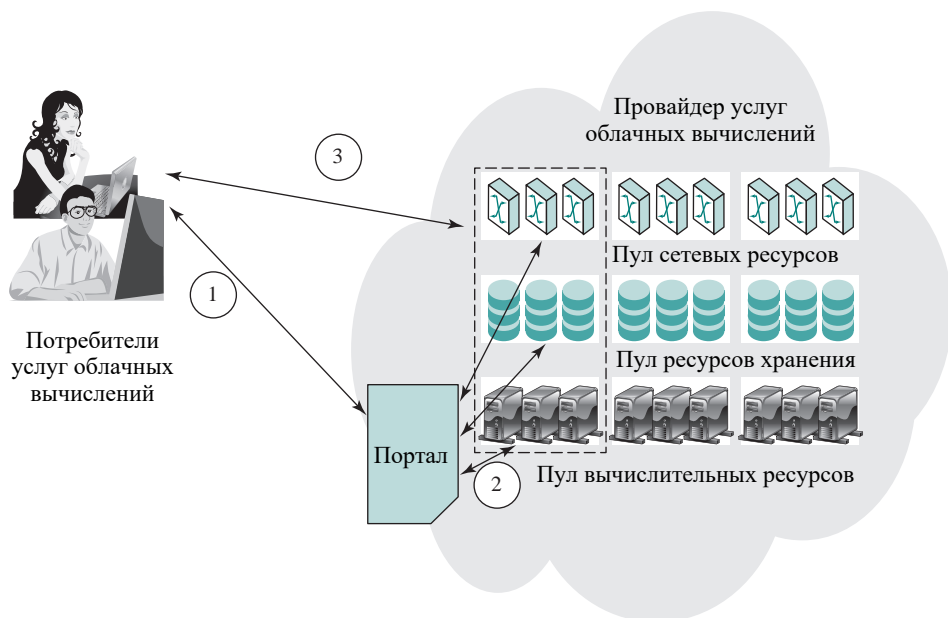 Провайдер услуг
облачных вычислений
3
Пул сетевых ресурсов
1
Потребители
услуг облачных
вычислений
Пул ресурсов хранения
Портал
2
Пул вычислительных ресурсов